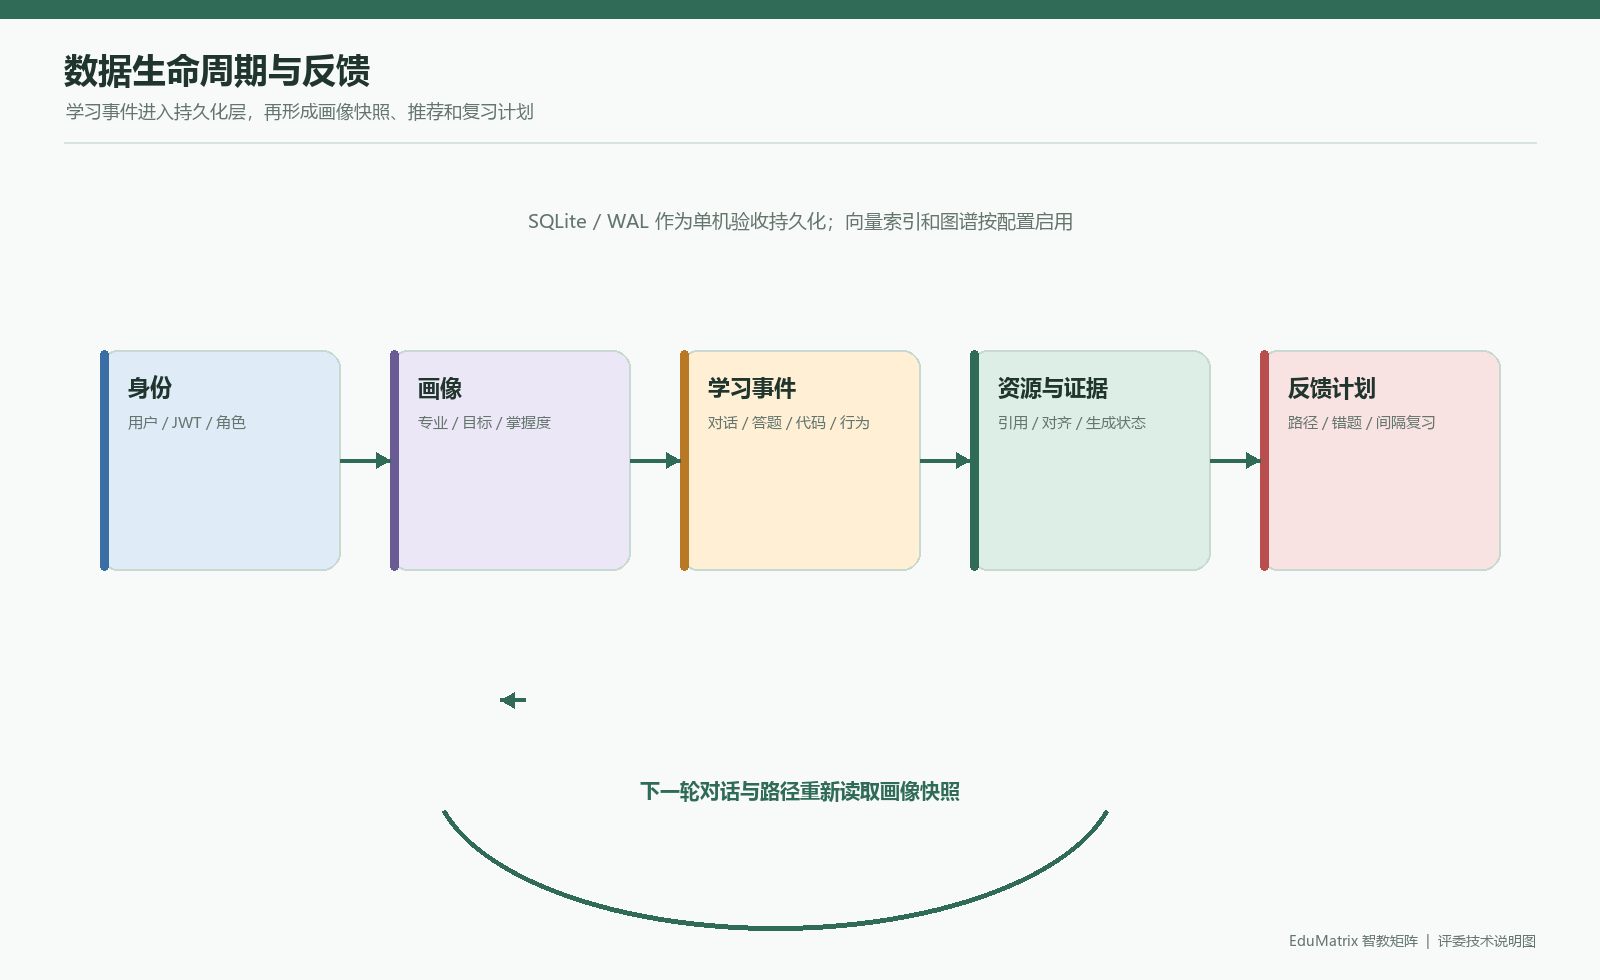 数据生命周期与反馈
学习事件进入持久化层，再形成画像快照、推荐和复习计划
SQLite / WAL 作为单机验收持久化；向量索引和图谱按配置启用
身份
用户 / JWT / 角色
画像
专业 / 目标 / 掌握度
学习事件
对话 / 答题 / 代码 / 行为
资源与证据
引用 / 对齐 / 生成状态
反馈计划
路径 / 错题 / 间隔复习
下一轮对话与路径重新读取画像快照
EduMatrix 智教矩阵 | 评委技术说明图